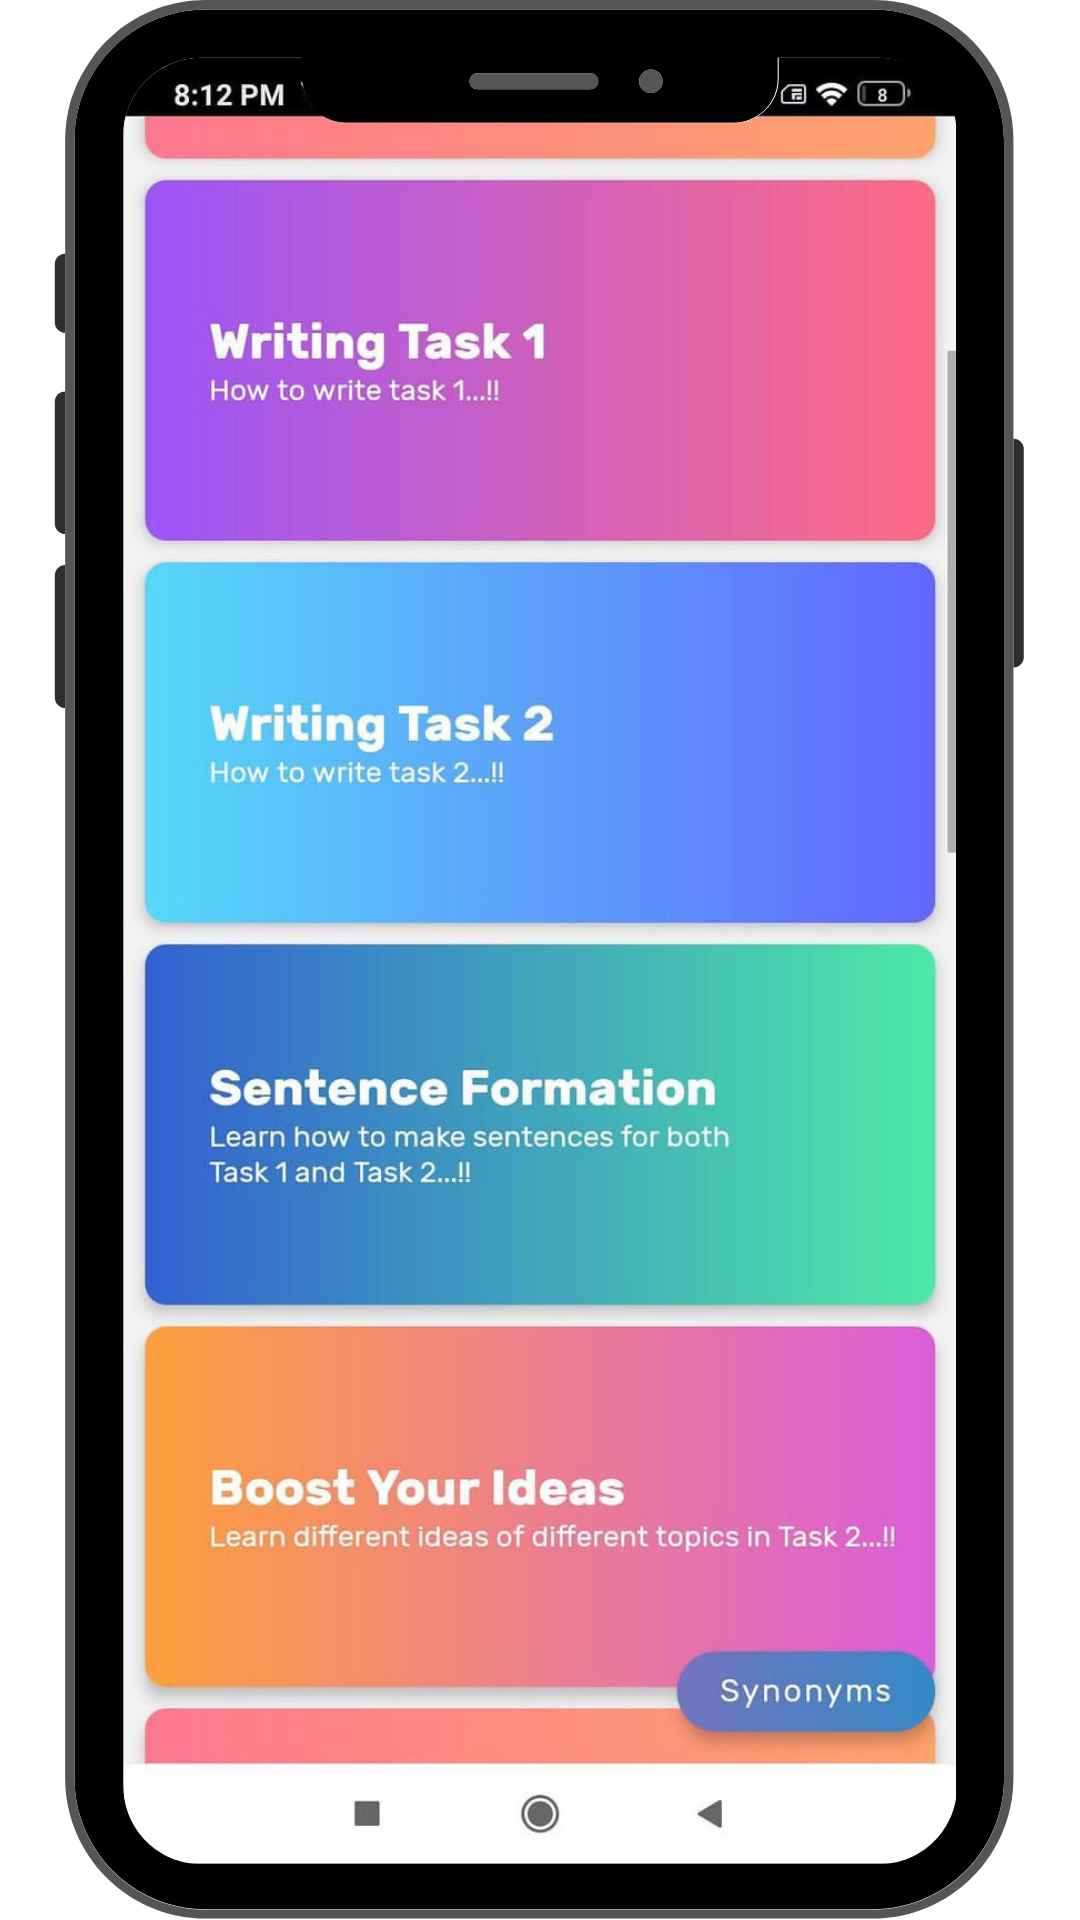 8:12 PM
8
Writing Task 1
How to write task 1...!!
Writing Task 2
How to write task 2...!!
Sentence Formation
Learn how to make sentences for both
Task 1 and Task 2...!!
Boost Your Ideas
Learn different ideas of different topics in Task 2...!!
Synonyms